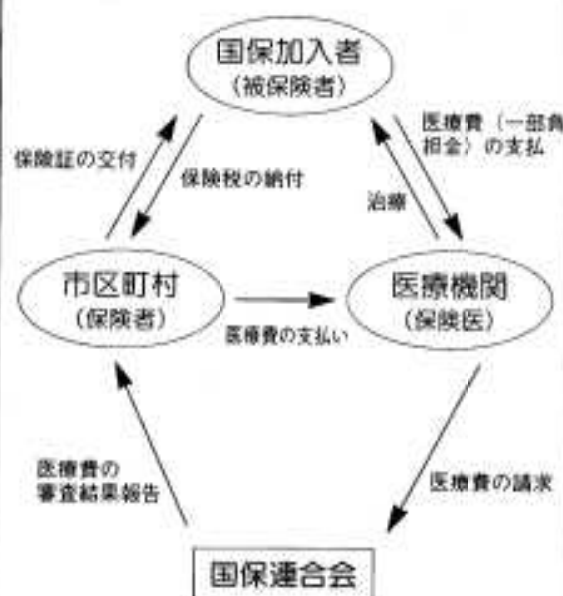 国保加入者
(被保険者)
保険証の交付
保険税の納付
医療費(一部負
担金)の支払
治療
市区町村
(保険者)
医療費の支払い
医療機関
(保険医)
医療費の
審査結果報告
医療費の請求
国保連合会